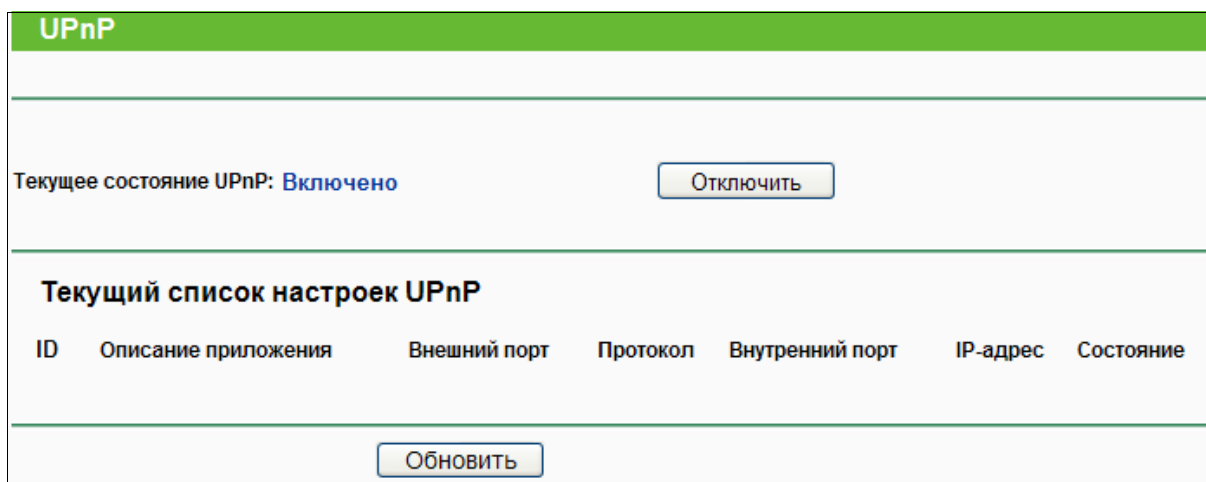 UPnP
Текущее состояние UPnP: Включено Отключить
Текущий список настроек UPnP
ID Описание приложения Внешний порт Протокол Внутренний порт IP-адрес Состояние
Обновить